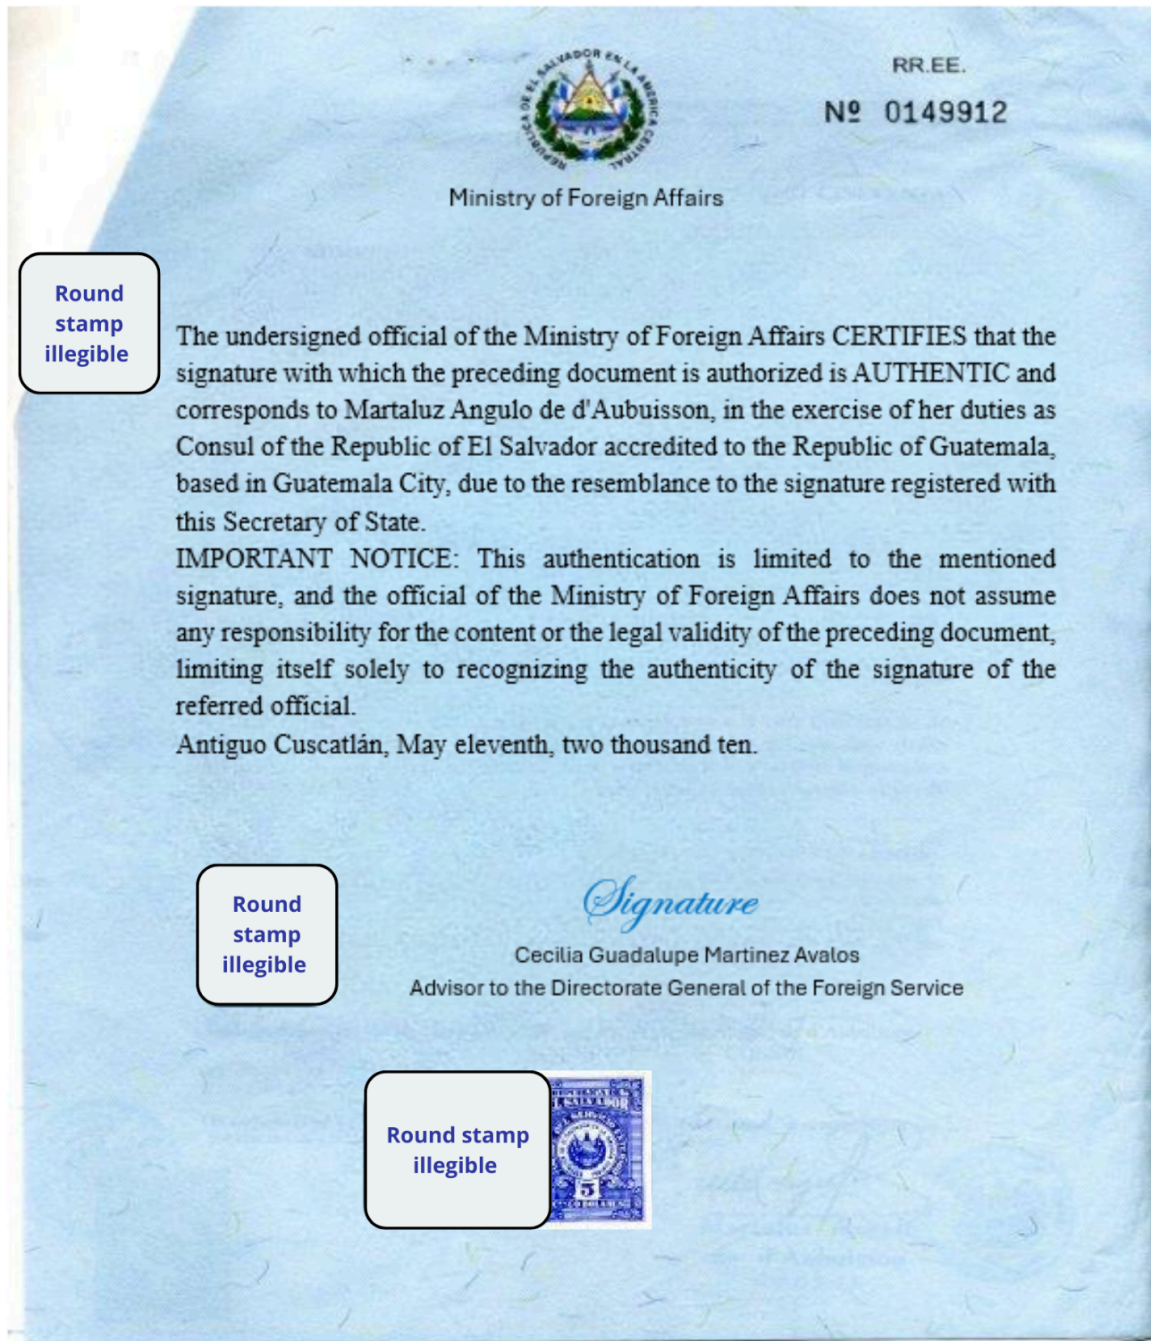 REPUBLICA DE EL SALVADOR EN LA AMERICA CENTRAL
RR.EE.
Nº 0149912
Ministry of Foreign Affairs
Round
stamp
illegible
The undersigned official of the Ministry of Foreign Affairs CERTIFIES that the
signature with which the preceding document is authorized is AUTHENTIC and
corresponds to Martaluz Angulo de d'Aubuisson, in the exercise of her duties as
Consul of the Republic of El Salvador accredited to the Republic of Guatemala,
based in Guatemala City, due to the resemblance to the signature registered with
this Secretary of State.
IMPORTANT NOTICE: This authentication is limited to the mentioned
signature, and the official of the Ministry of Foreign Affairs does not assume
any responsibility for the content or the legal validity of the preceding document,
limiting itself solely to recognizing the authenticity of the signature of the
referred official.
Antiguo Cuscatlán, May eleventh, two thousand ten.
Round
stamp
illegible
Signature
Cecilia Guadalupe Martinez Avalos
Advisor to the Directorate General of the Foreign Service
Round stamp
illegible
5